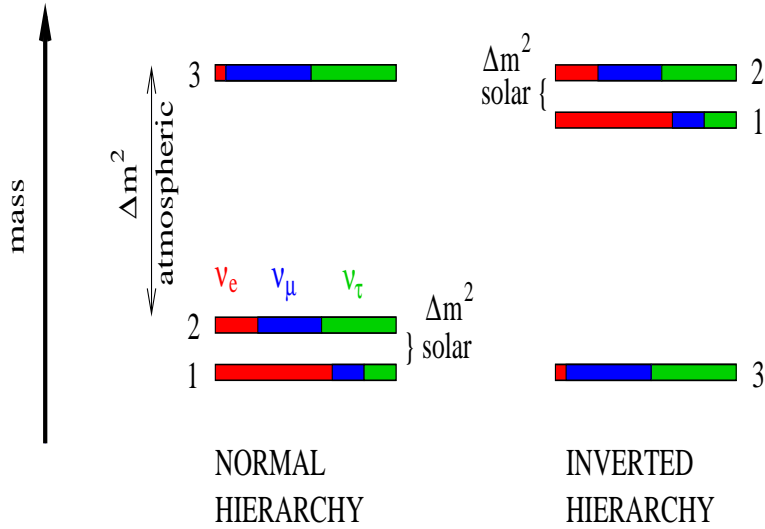 mass
Δm²
atmospheric
3
νe νμ ντ
2
1
Δm²
} solar
NORMAL
HIERARCHY
Δm²
solar {
2
1
3
INVERTED
HIERARCHY